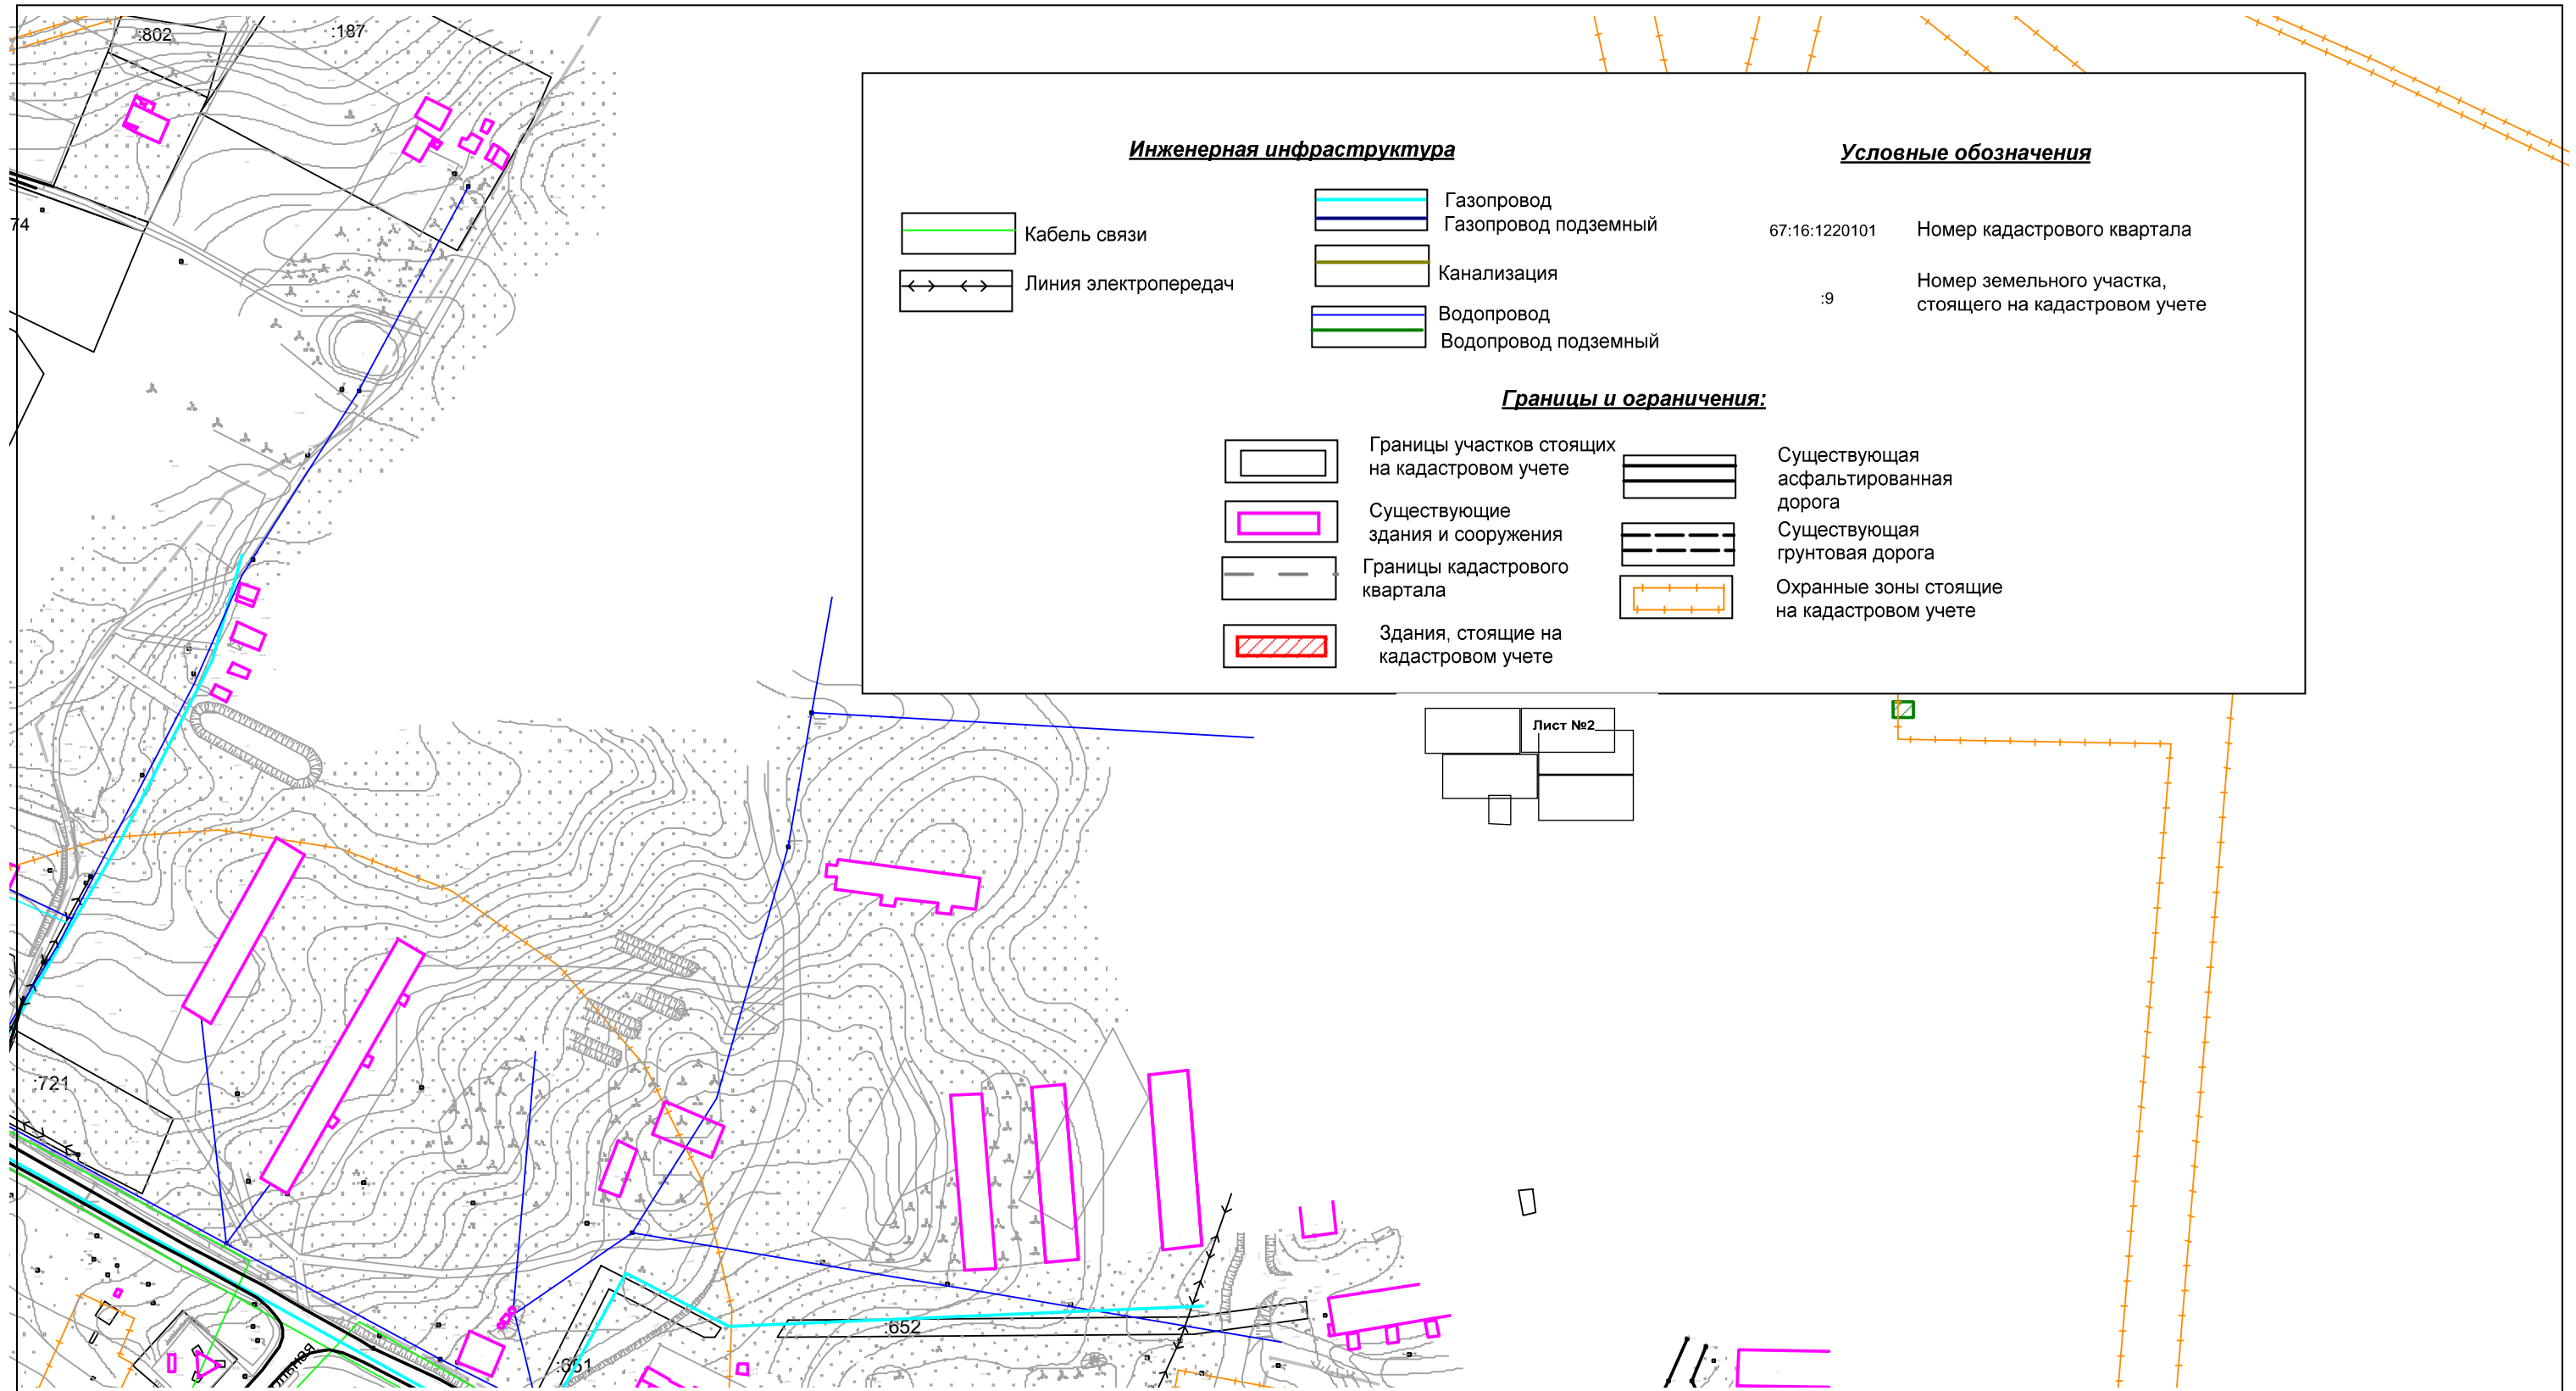 :802
:187
74
Инженерная инфраструктура
Условные обозначения
Кабель связи
Линия электропередач
Газопровод
Газопровод подземный
Канализация
Водопровод
Водопровод подземный
67:16:1220101
Номер кадастрового квартала
:9
Номер земельного участка,
стоящего на кадастровом учете
Границы и ограничения:
Границы участков стоящих
на кадастровом учете
Существующие
здания и сооружения
Границы кадастрового
квартала
Здания, стоящие на
кадастровом учете
Существующая
асфальтированная
дорога
Существующая
грунтовая дорога
Охранные зоны стоящие
на кадастровом учете
Лист №2
:721
:652
:651